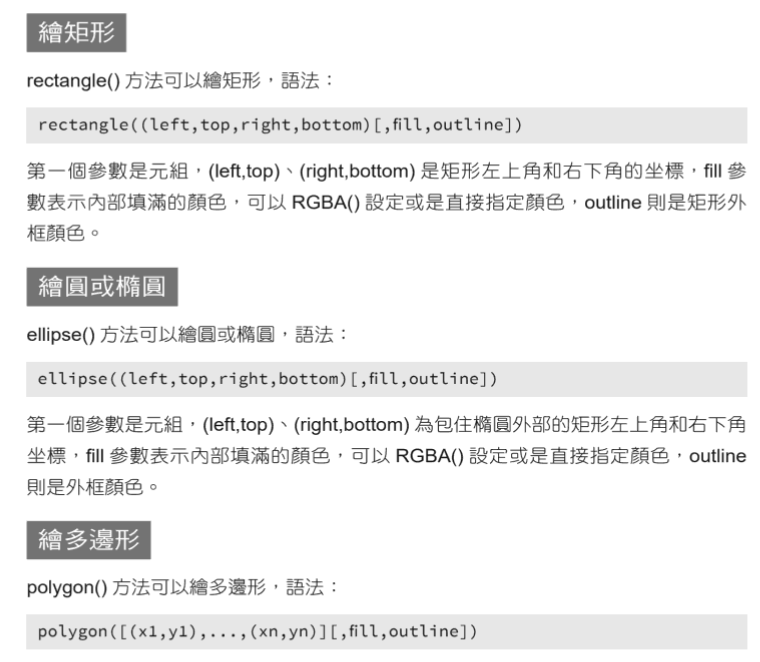 繪矩形
rectangle() 方法可以繪矩形，語法：
rectangle((left,top,right,bottom)[,fill,outline])
第一個參數是元組，(left,top)、(right,bottom) 是矩形左上角和右下角的坐標，fill 參
數表示內部填滿的顏色，可以 RGBA() 設定或是直接指定顏色，outline 則是矩形外
框顏色。
繪圓或橢圓
ellipse() 方法可以繪圓或橢圓，語法：
ellipse((left,top,right,bottom)[,fill,outline])
第一個參數是元組，(left,top)、(right,bottom) 為包住橢圓外部的矩形左上角和右下角
坐標，fill 參數表示內部填滿的顏色，可以 RGBA() 設定或是直接指定顏色，outline
則是外框顏色。
繪多邊形
polygon() 方法可以繪多邊形，語法：
polygon([(x1,y1),...,(xn,yn)][,fill,outline])